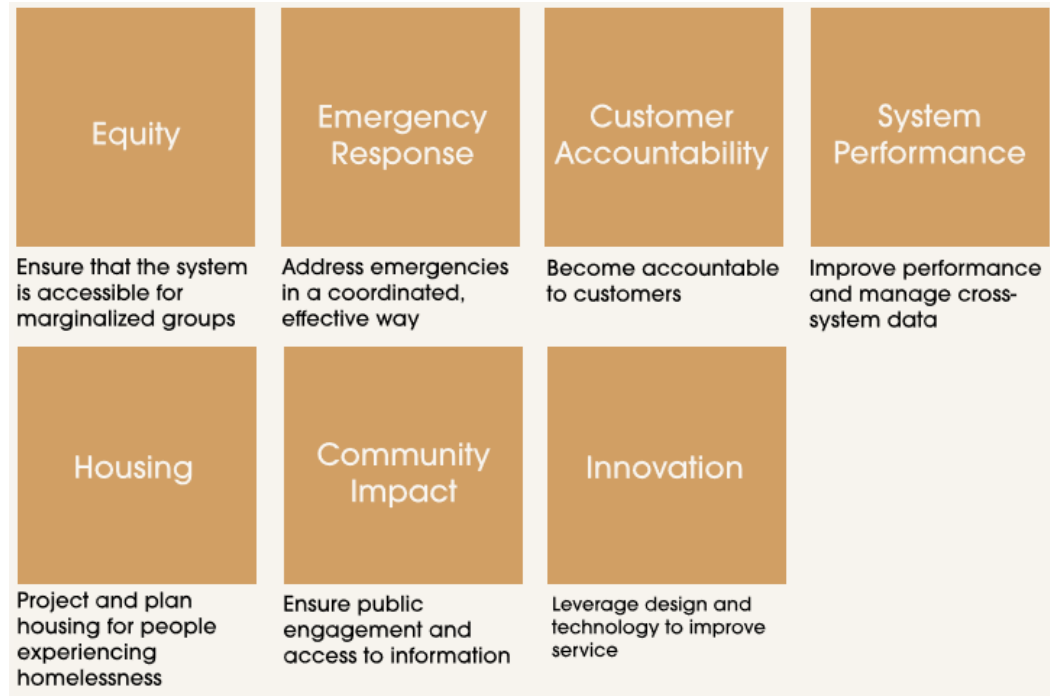 Equity
Emergency
Response
Customer
Accountability
System
Performance
Ensure that the system
is accessible for
marginalized groups
Address emergencies
in a coordinated,
effective way
Become accountable
to customers
Improve performance
and manage cross-
system data
Housing
Community
Impact
Innovation
Project and plan
housing for people
experiencing
homelessness
Ensure public
engagement and
access to information
Leverage design and
technology to improve
service